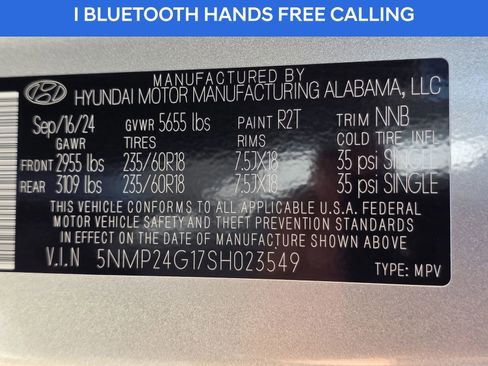 I BLUETOOTH HANDS FREE CALLING
MANUFACTURED BY
HYUNDAI MOTOR MANUFACTURING ALABAMA, LLC
Sep/16/24 GVWR 5655 lbs PAINT R2T TRIM NNB
GAWR TIRES RIMS COLD TIRE INFL
FRONT 2955 lbs 235/60R18 7.5JX18 35 psi SINGLE
REAR 3109 lbs 235/60R18 7.5JX18 35 psi SINGLE
THIS VEHICLE CONFORMS TO ALL APPLICABLE U.S.A. FEDERAL
MOTOR VEHICLE SAFETY AND THEFT PREVENTION STANDARDS
IN EFFECT ON THE DATE OF MANUFACTURE SHOWN ABOVE.
V.I.N 5NMP24G17SH023549
TYPE: MPV